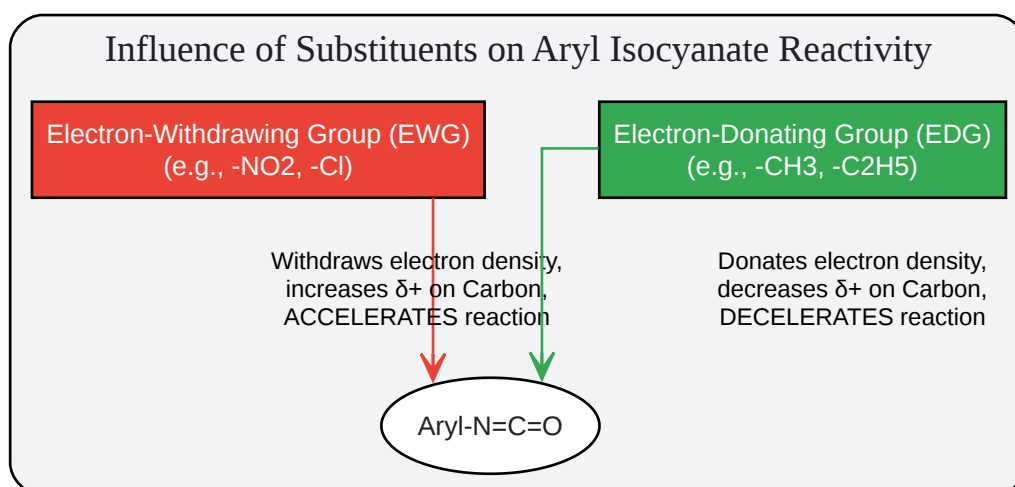 Influence of Substituents on Aryl Isocyanate Reactivity
Electron-Withdrawing Group (EWG)
(e.g., -NO2, -Cl)
Electron-Donating Group (EDG)
(e.g., -CH3, -C2H5)
Withdraws electron density,
increases δ+ on Carbon,
ACCELERATES reaction
Donates electron density,
decreases δ+ on Carbon,
DECELERATES reaction
Aryl-N=C=O